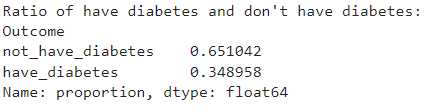 Ratio of have diabetes and don't have diabetes:
Outcome
not_have_diabetes    0.651042
have_diabetes        0.348958
Name: proportion, dtype: float64